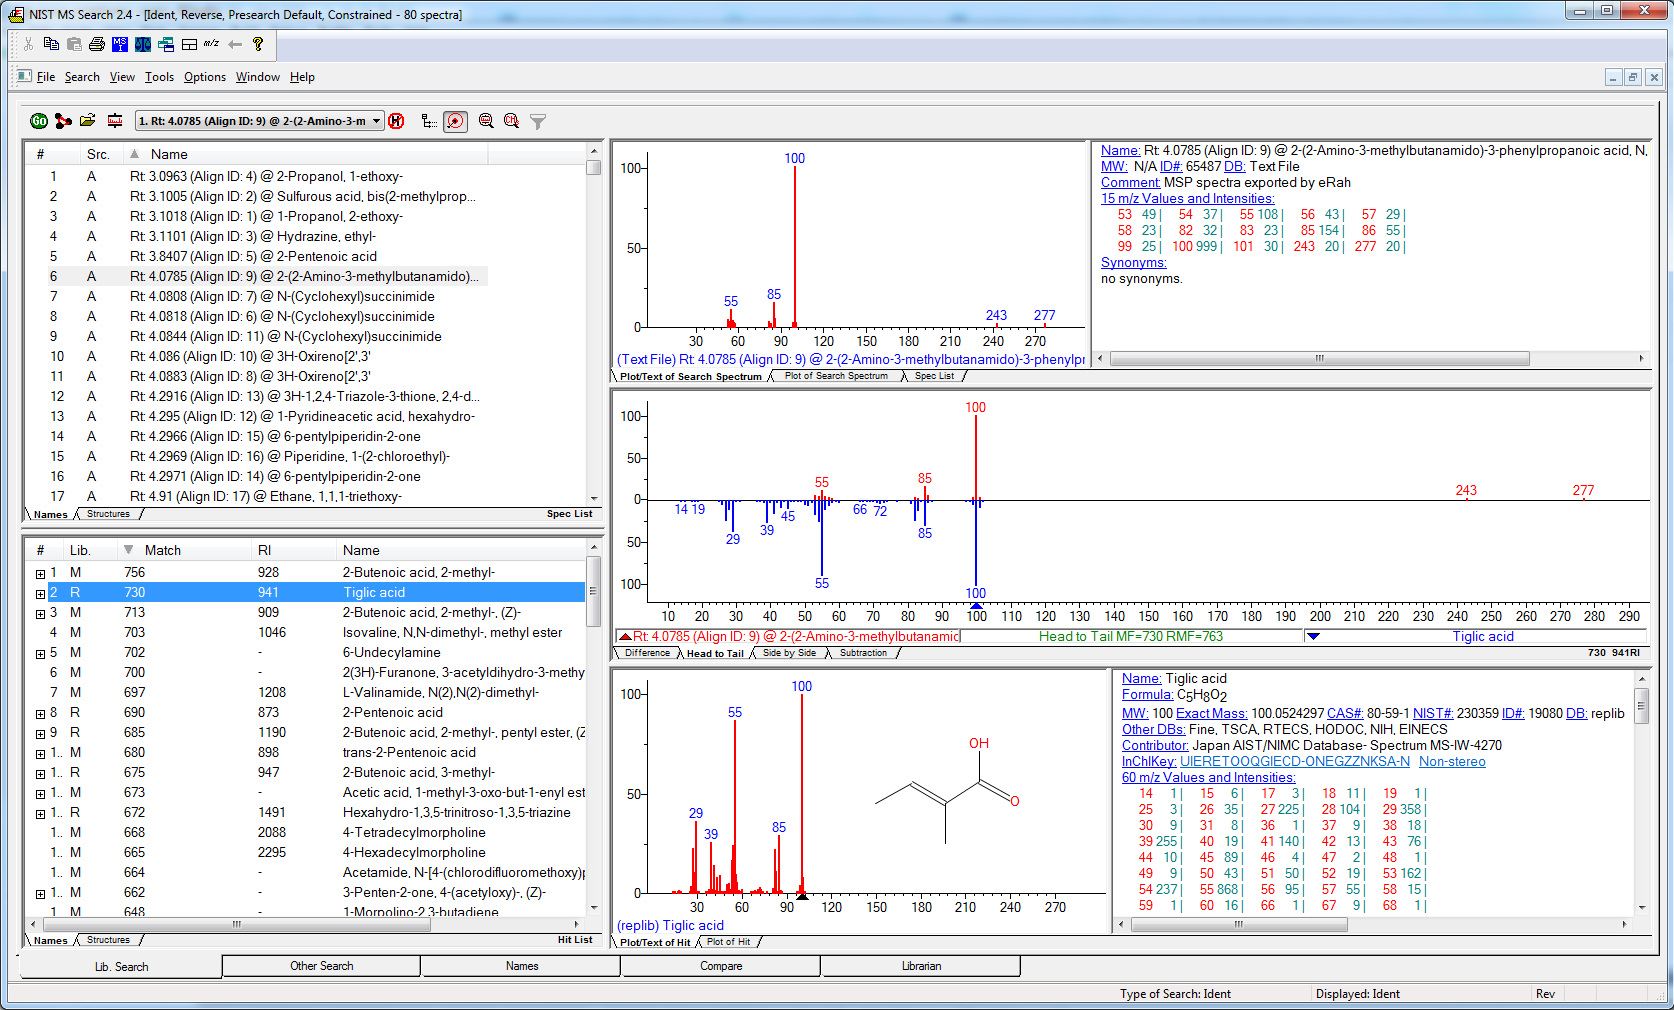 NIST MS Search 2.4 - [Ident, Reverse, Presearch Default, Constrained - 80 spectra]
File Search View Tools Options Window Help
1. Rt: 4.0785 (Align ID: 9) @ 2-(2-Amino-3-m
# Src. Name
1 A Rt: 3.0963 (Align ID: 4) @ 2-Propanol, 1-ethoxy-
2 A Rt: 3.1005 (Align ID: 2) @ Sulfurous acid, bis(2-methylprop...
3 A Rt: 3.1018 (Align ID: 1) @ 1-Propanol, 2-ethoxy-
4 A Rt: 3.1101 (Align ID: 3) @ Hydrazine, ethyl-
5 A Rt: 3.8407 (Align ID: 5) @ 2-Pentenoic acid
6 A Rt: 4.0785 (Align ID: 9) @ 2-(2-Amino-3-methylbutanamido)...
7 A Rt: 4.0808 (Align ID: 7) @ N-(Cyclohexyl)succinimide
8 A Rt: 4.0818 (Align ID: 6) @ N-(Cyclohexyl)succinimide
9 A Rt: 4.0844 (Align ID: 11) @ N-(Cyclohexyl)succinimide
10 A Rt: 4.086 (Align ID: 10) @ 3H-Oxireno[2',3'
11 A Rt: 4.0883 (Align ID: 8) @ 3H-Oxireno[2',3'
12 A Rt: 4.2916 (Align ID: 13) @ 3H-1,2,4-Triazole-3-thione, 2,4-d...
13 A Rt: 4.295 (Align ID: 12) @ 1-Pyridineacetic acid, hexahydro-
14 A Rt: 4.2966 (Align ID: 15) @ 6-pentylpiperidin-2-one
15 A Rt: 4.2969 (Align ID: 16) @ Piperidine, 1-(2-chloroethyl)-
16 A Rt: 4.2971 (Align ID: 14) @ 6-pentylpiperidin-2-one
17 A Rt: 4.91 (Align ID: 17) @ Ethane, 1,1,1-triethoxy-
Names Structures Spec List
# Lib. Match RI Name
1 M 756 928 2-Butenoic acid, 2-methyl-
2 R 730 941 Tiglic acid
3 M 713 909 2-Butenoic acid, 2-methyl-, (Z)-
4 M 703 1046 Isovaline, N,N-dimethyl-, methyl ester
5 M 702 - 6-Undecylamine
6 M 700 - 2(3H)-Furanone, 3-acetyldihydro-3-methy
7 M 697 1208 L-Valinamide, N(2),N(2)-dimethyl-
8 R 690 873 2-Pentenoic acid
9 R 685 1190 2-Butenoic acid, 2-methyl-, pentyl ester, (Z
1.. M 680 898 trans-2-Pentenoic acid
1.. R 675 947 2-Butenoic acid, 3-methyl-
1.. M 673 - Acetic acid, 1-methyl-3-oxo-but-1-enyl est
1.. R 672 1491 Hexahydro-1,3,5-trinitroso-1,3,5-triazine
1.. M 668 2088 4-Tetradecylmorpholine
1.. M 665 2295 4-Hexadecylmorpholine
1.. M 664 - Acetamide, N-[4-(chlorodifluoromethoxy)p
1.. M 662 - 3-Penten-2-one, 4-(acetyloxy)-, (Z)-
1 M 648 - 1-Morpolino-2,3-butadiene
Names Structures Hit List
100
50
0
55 85 100 243 277
30 60 90 120 150 180 210 240 270
(Text File) Rt: 4.0785 (Align ID: 9) @ 2-(2-Amino-3-methylbutanamido)-3-phenylpr
Plot/Text of Search Spectrum Plot of Search Spectrum Spec List
Name: Rt: 4.0785 (Align ID: 9) @ 2-(2-Amino-3-methylbutanamido)-3-phenylpropanoic acid, N,
MW: N/A ID#: 65487 DB: Text File
Comment: MSP spectra exported by eRah
15 m/z Values and Intensities:
53 49 | 54 37 | 55 108 | 56 43 | 57 29 |
58 23 | 82 32 | 83 23 | 85 154 | 86 55 |
99 25 | 100 999 | 101 30 | 243 20 | 277 20 |
Synonyms:
no synonyms.
100
50
0
50
100
55 85 100 243 277
14 19 29 39 45 55 66 72 85 100
10 20 30 40 50 60 70 80 90 100 110 120 130 140 150 160 170 180 190 200 210 220 230 240 250 260 270 280 290
Rt: 4.0785 (Align ID: 9) @ 2-(2-Amino-3-methylbutanamid Head to Tail MF=730 RMF=763 Tiglic acid
Difference Head to Tail Side by Side Subtraction 730 941RI
100
50
0
29 39 55 85 100
OH
O
30 60 90 120 150 180 210 240 270
(replib) Tiglic acid
Plot/Text of Hit Plot of Hit
Name: Tiglic acid
Formula: C5H8O2
MW: 100 Exact Mass: 100.0524297 CAS#: 80-59-1 NIST#: 230359 ID#: 19080 DB: replib
Other DBs: Fine, TSCA, RTECS, HODOC, NIH, EINECS
Contributor: Japan AIST/NIMC Database- Spectrum MS-IW-4270
InChIKey: UIERETOOQGIECD-ONEGZZNKSA-N Non-stereo
60 m/z Values and Intensities:
14 1 | 15 6 | 17 3 | 18 11 | 19 1 |
25 3 | 26 35 | 27 225 | 28 104 | 29 358 |
30 9 | 31 8 | 36 1 | 37 9 | 38 18 |
39 255 | 40 19 | 41 140 | 42 13 | 43 76 |
44 10 | 45 89 | 46 4 | 47 2 | 48 1 |
49 9 | 50 43 | 51 50 | 52 19 | 53 162 |
54 237 | 55 868 | 56 95 | 57 55 | 58 15 |
59 1 | 60 16 | 66 1 | 67 9 | 68 1 |
Lib. Search Other Search Names Compare Librarian
Type of Search: Ident Displayed: Ident Rev